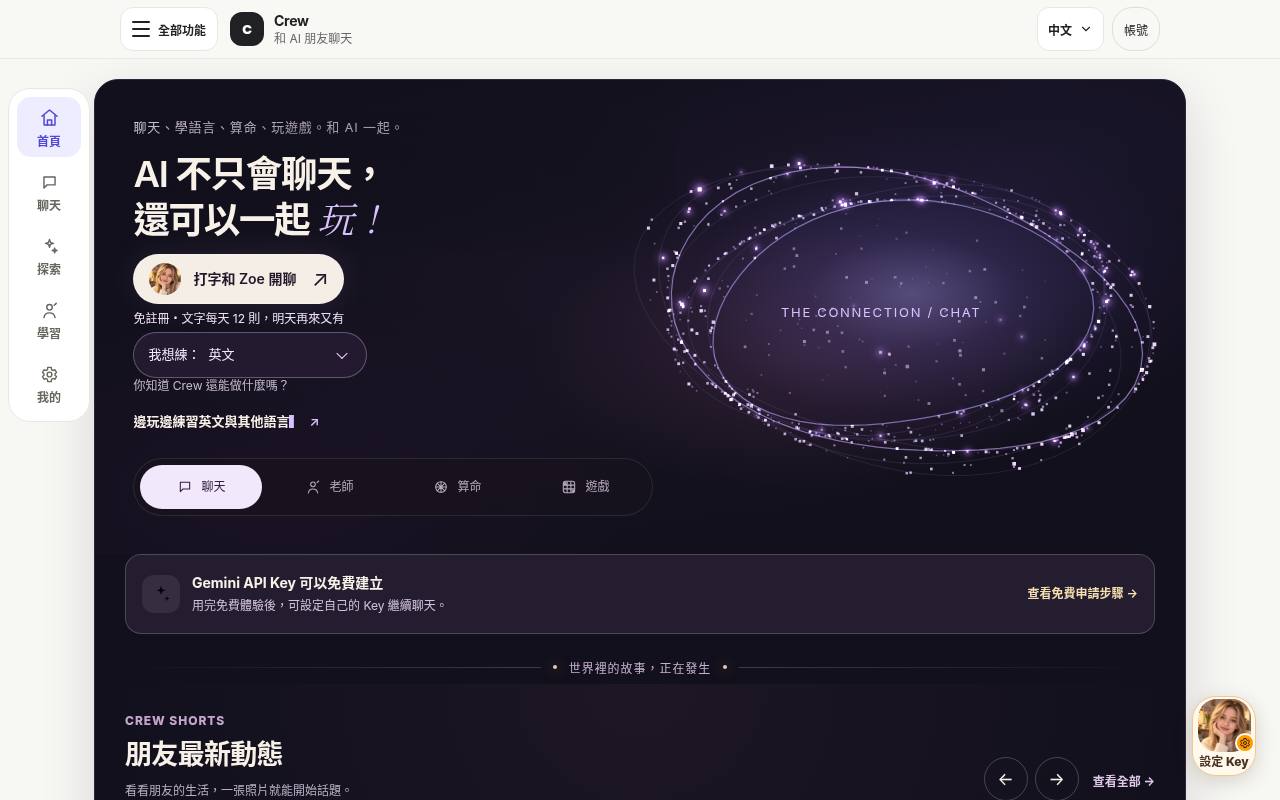 全部功能
C
Crew
和 AI 朋友聊天
中文
帳號
首頁
聊天
探索
學習
我的
聊天、學語言、算命、玩遊戲。和 AI 一起。
AI 不只會聊天，
還可以一起 玩！
打字和 Zoe 開聊
免註冊・文字每天 12 則，明天再來又有
我想練： 英文
你知道 Crew 還能做什麼嗎？
邊玩邊練習英文與其他語言
THE CONNECTION / CHAT
聊天
老師
算命
遊戲
Gemini API Key 可以免費建立
用完免費體驗後，可設定自己的 Key 繼續聊天。
查看免費申請步驟 →
世界裡的故事，正在發生
CREW SHORTS
朋友最新動態
看看朋友的生活，一張照片就能開始話題。
← → 查看全部 →
設定 Key